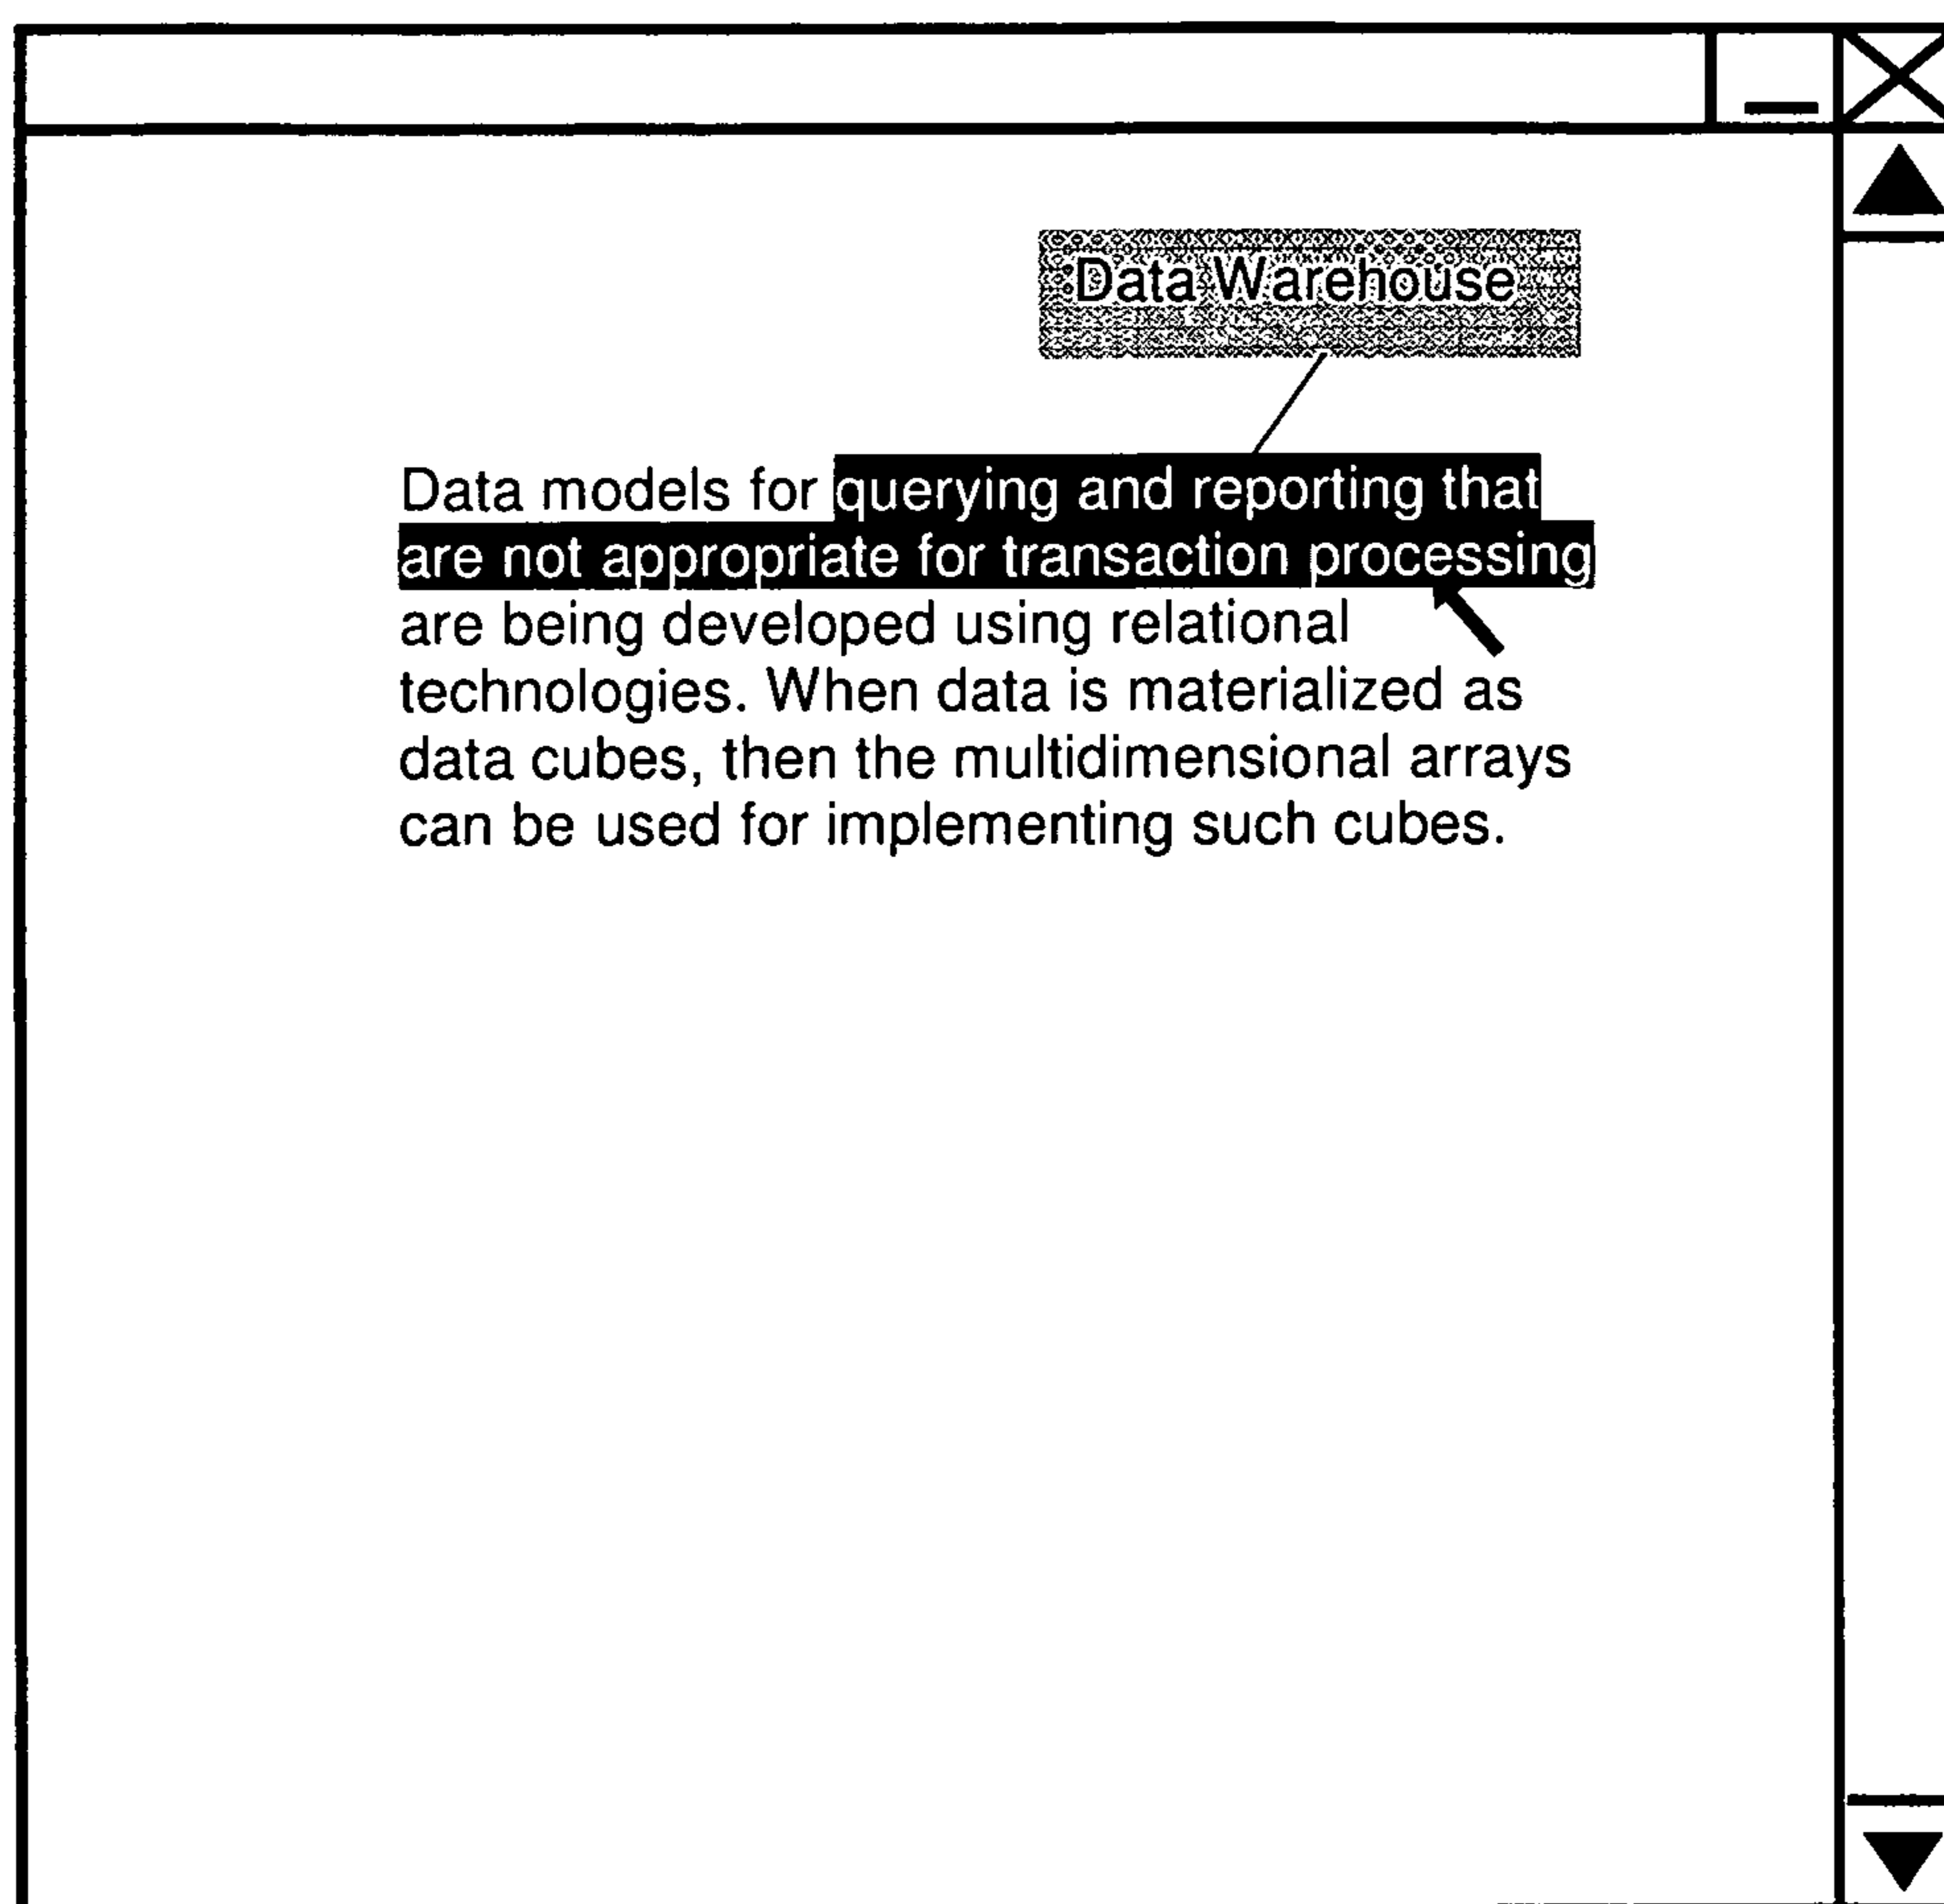 Data Warehouse
Data models for querying and reporting that
are not appropriate for transaction processing
are being developed using relational
technologies. When data is materialized as
data cubes, then the multidimensional arrays
can be used for implementing such cubes.